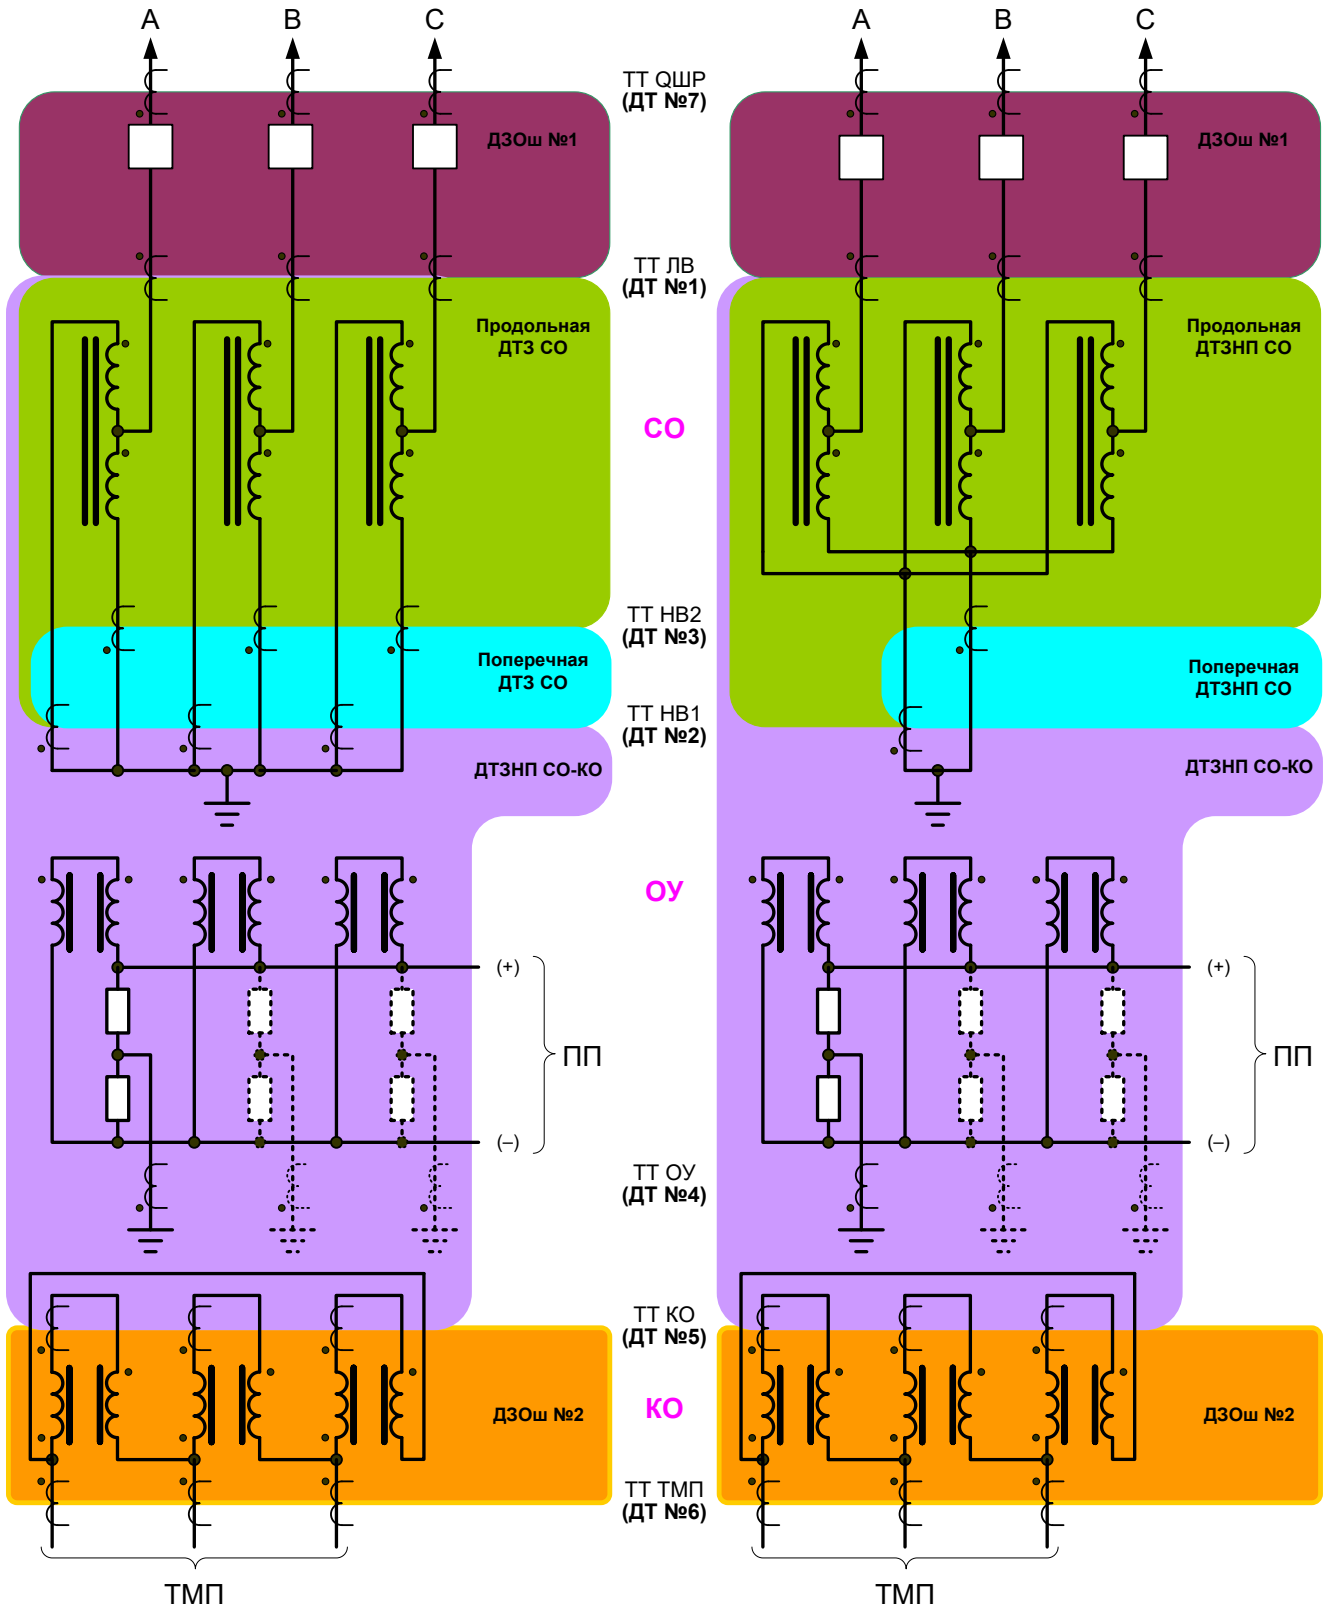 A B C A B C
ТТ QШР
(ДТ №7)
ДЗОш №1
ДЗОш №1
ТТ ЛВ
(ДТ №1)
Продольная
ДТЗ СО
Продольная
ДТЗНП СО
СО
ТТ НВ2
(ДТ №3)
Поперечная
ДТЗ СО
Поперечная
ДТЗНП СО
ТТ НВ1
(ДТ №2)
ДТЗНП СО-КО
ДТЗНП СО-КО
ОУ
(+)
(+)
ПП
ПП
(–)
(–)
ТТ ОУ
(ДТ №4)
ТТ КО
(ДТ №5)
КО
ДЗОш №2
ДЗОш №2
ТТ ТМП
(ДТ №6)
ТМП
ТМП